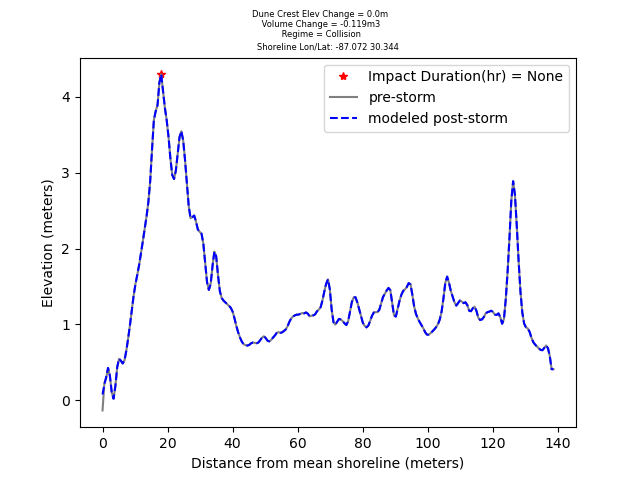 Dune Crest Elev Change = 0.0m
Volume Change = -0.119m3
Regime = Collision
Shoreline Lon/Lat: -87.072 30.344
Impact Duration(hr) = None
pre-storm
modeled post-storm
Elevation (meters)
4
3
2
1
0
0 20 40 60 80 100 120 140
Distance from mean shoreline (meters)